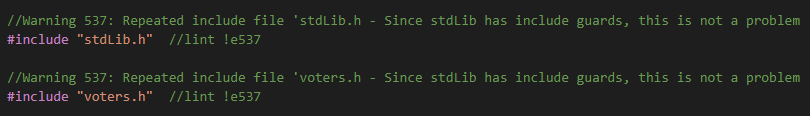 //Warning 537: Repeated include file 'stdLib.h - Since stdLib has include guards, this is not a problem
#include "stdLib.h"  //lint !e537
//Warning 537: Repeated include file 'voters.h - Since stdLib has include guards, this is not a problem
#include "voters.h"  //lint !e537